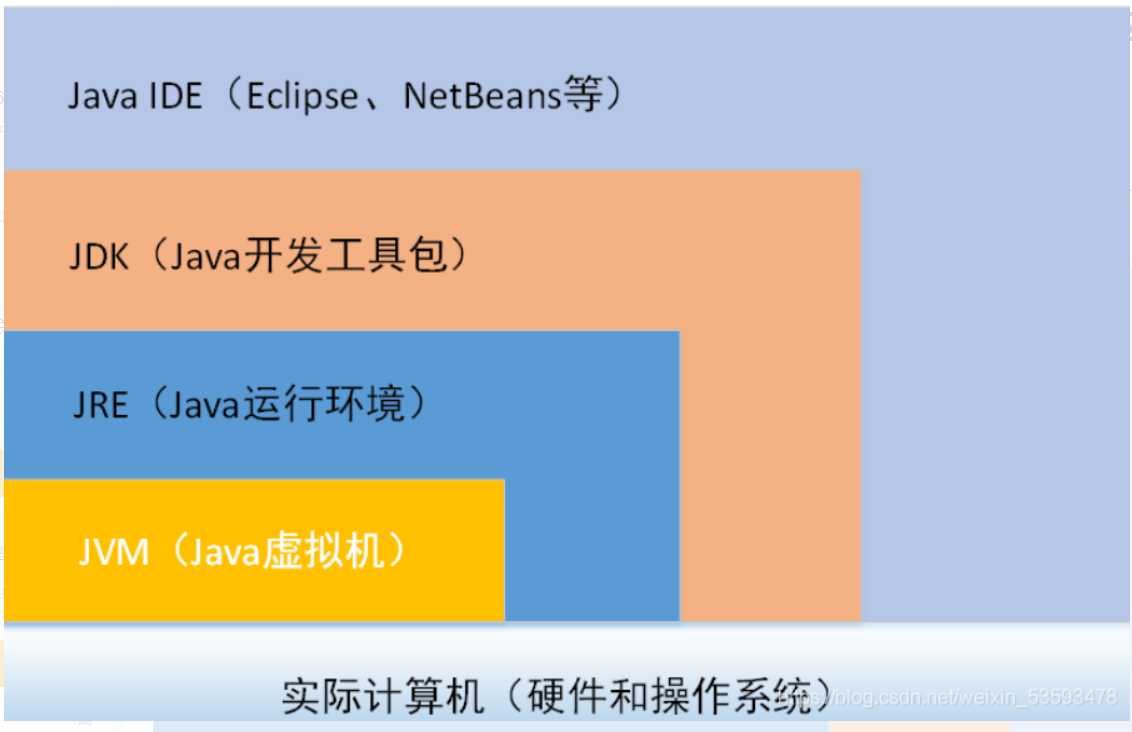 Java IDE（Eclipse、NetBeans等）
JDK（Java开发工具包）
JRE（Java运行环境）
JVM（Java虚拟机）
实际计算机（硬件和操作系统）
https://blog.csdn.net/weixin_53593478